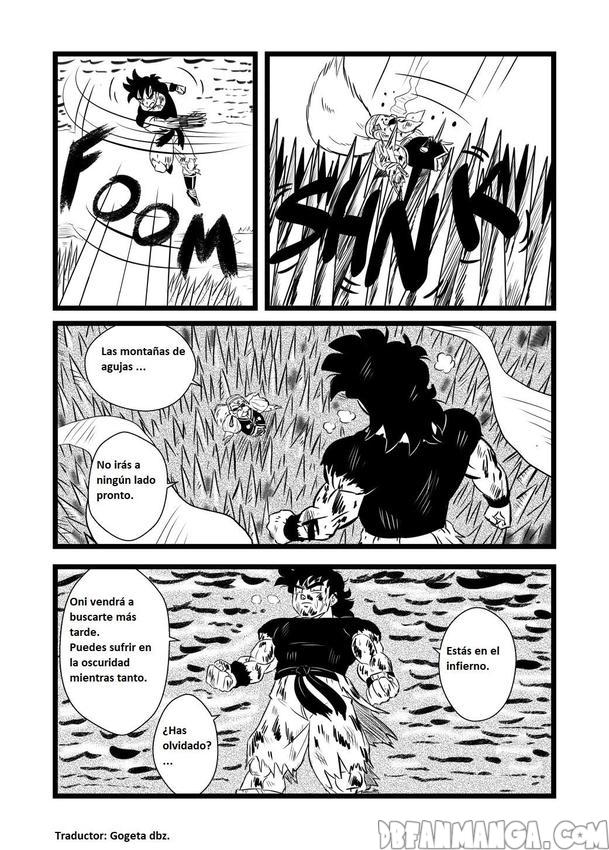 FOOM
SHNK
Las montañas de
agujas ...
No irás a
ningún lado
pronto.
Oni vendrá a
buscarte más
tarde.
Puedes sufrir en
la oscuridad
mientras tanto.
Estás en el
infierno.
¿Has
olvidado?
...
Traductor: Gogeta dbz.
DBFANMANGA.COM